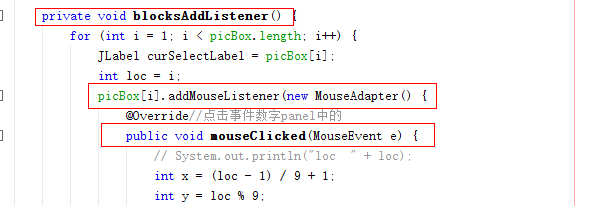 private void blocksAddListener() {
for (int i = 1; i < picBox.length; i++) {
JLabel curSelectLabel = picBox[i];
int loc = i;
picBox[i].addMouseListener(new MouseAdapter() {
@Override//点击事件数字panel中的
public void mouseClicked(MouseEvent e) {
// System.out.println("loc  " + loc);
int x = (loc - 1) / 9 + 1;
int y = loc % 9;